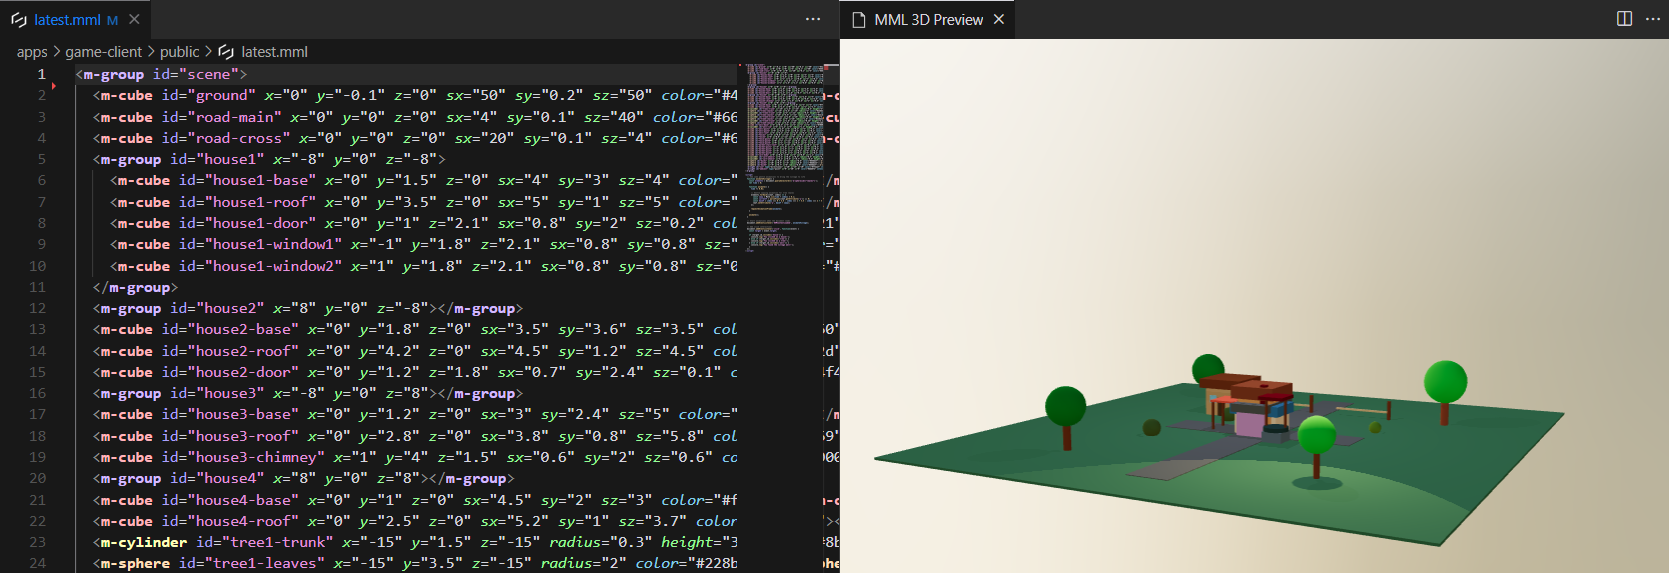 latest.mml M
MML 3D Preview
apps > game-client > public > latest.mml
1 <m-group id="scene">
2 <m-cube id="ground" x="0" y="-0.1" z="0" sx="50" sy="0.2" sz="50" color="#4
3 <m-cube id="road-main" x="0" y="0" z="0" sx="4" sy="0.1" sz="40" color="#66
4 <m-cube id="road-cross" x="0" y="0" z="0" sx="20" sy="0.1" sz="4" color="#6
5 <m-group id="house1" x="-8" y="0" z="-8">
6 <m-cube id="house1-base" x="0" y="1.5" z="0" sx="4" sy="3" sz="4" color="
7 <m-cube id="house1-roof" x="0" y="3.5" z="0" sx="5" sy="1" sz="5" color="
8 <m-cube id="house1-door" x="0" y="1" z="2.1" sx="0.8" sy="2" sz="0.2" colo
9 <m-cube id="house1-window1" x="-1" y="1.8" z="2.1" sx="0.8" sy="0.8" sz="
10 <m-cube id="house1-window2" x="1" y="1.8" z="2.1" sx="0.8" sy="0.8" sz="0
11 </m-group>
12 <m-group id="house2" x="8" y="0" z="-8"></m-group>
13 <m-cube id="house2-base" x="0" y="1.8" z="0" sx="3.5" sy="3.6" sz="3.5" col
14 <m-cube id="house2-roof" x="0" y="4.2" z="0" sx="4.5" sy="1.2" sz="4.5" col
15 <m-cube id="house2-door" x="0" y="1.2" z="1.8" sx="0.7" sy="2.4" sz="0.1" c
16 <m-group id="house3" x="-8" y="0" z="8"></m-group>
17 <m-cube id="house3-base" x="0" y="1.2" z="0" sx="3" sy="2.4" sz="5" color="
18 <m-cube id="house3-roof" x="0" y="2.8" z="0" sx="3.8" sy="0.8" sz="5.8" col
19 <m-cube id="house3-chimney" x="1" y="4" z="1.5" sx="0.6" sy="2" sz="0.6" co
20 <m-group id="house4" x="8" y="0" z="8"></m-group>
21 <m-cube id="house4-base" x="0" y="1" z="0" sx="4.5" sy="2" sz="3" color="#f
22 <m-cube id="house4-roof" x="0" y="2.5" z="0" sx="5.2" sy="1" sz="3.7" color
23 <m-cylinder id="tree1-trunk" x="-15" y="1.5" z="-15" radius="0.3" height="3
24 <m-sphere id="tree1-leaves" x="-15" y="3.5" z="-15" radius="2" color="#228b